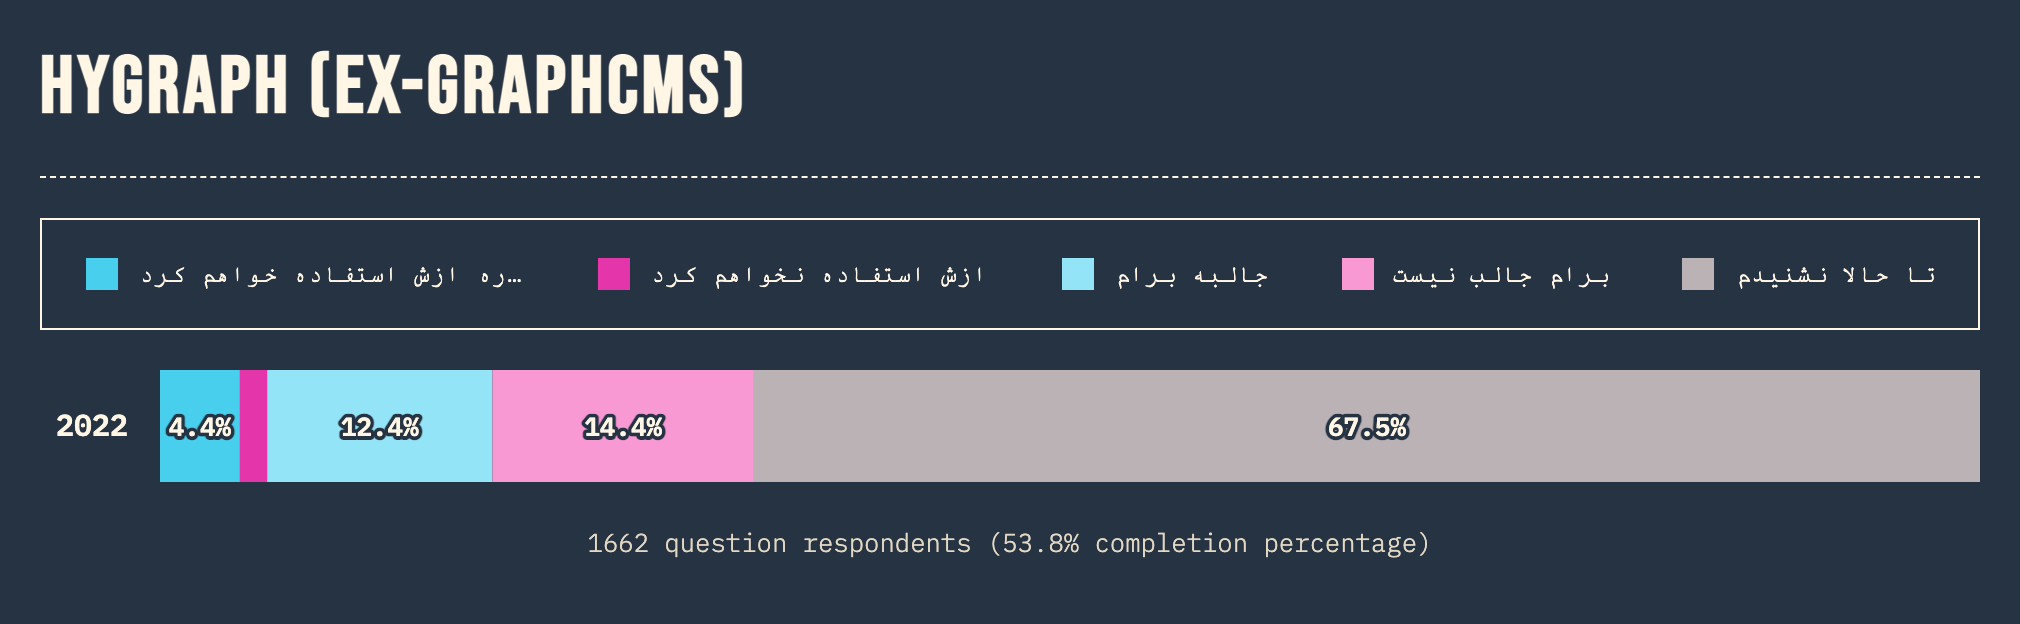 HYGRAPH (EX-GRAPHCMS)
…ره ازش استفاده خواهم کرد
ازش استفاده نخواهم کرد
جالبه برام
برام جالب نیست
تا حالا نشنیدم
2022
4.4%
12.4%
14.4%
67.5%
1662 question respondents (53.8% completion percentage)